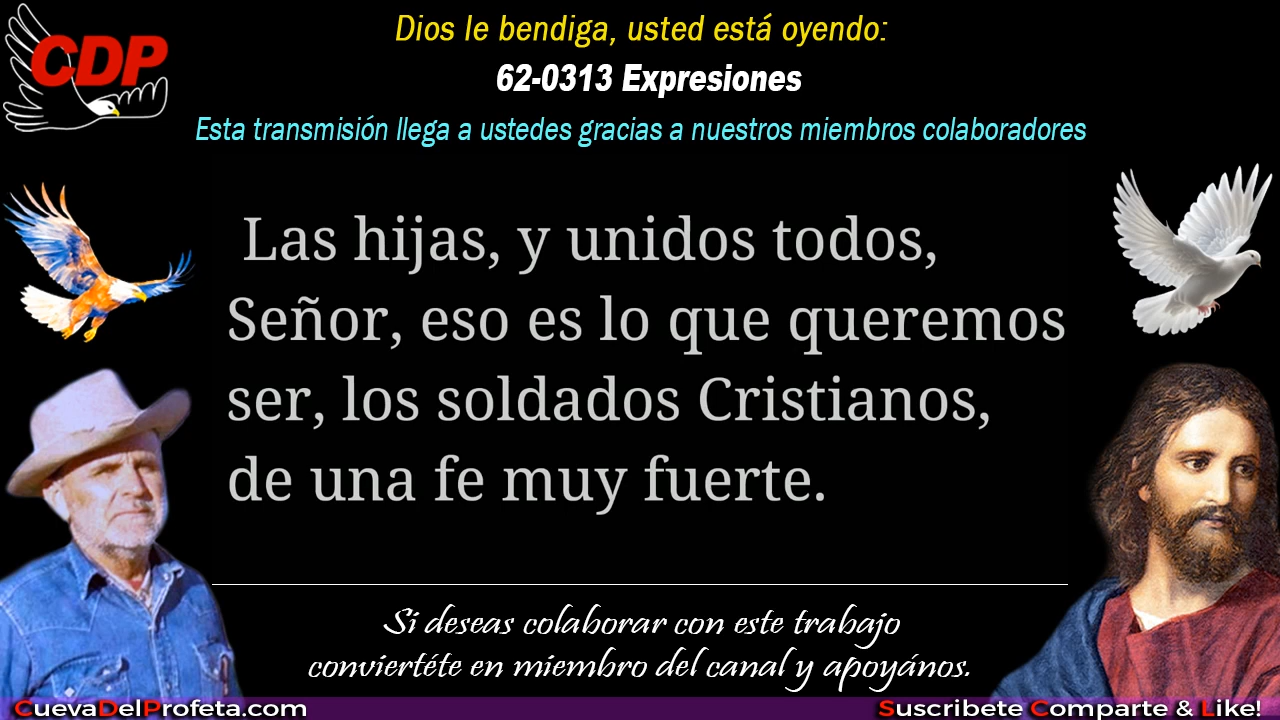 CDP
Dios le bendiga, usted está oyendo:
62-0313 Expresiones
Esta transmisión llega a ustedes gracias a nuestros miembros colaboradores
Las hijas, y unidos todos,
Señor, eso es lo que queremos
ser, los soldados Cristianos,
de una fe muy fuerte.
Si deseas colaborar con este trabajo
conviertéte en miembro del canal y apoyános.
CuevaDelProfeta.com
Suscribete Comparte & Like!